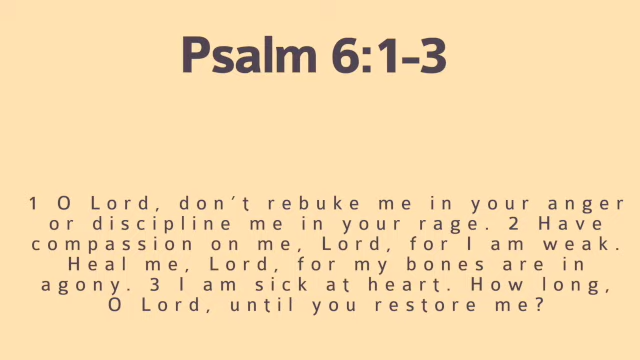 Psalm 6:1-3
1 O Lord, don't rebuke me in your anger
or discipline me in your rage. 2 Have
compassion on me, Lord, for I am weak.
Heal me, Lord, for my bones are in
agony. 3 I am sick at heart. How long,
O Lord, until you restore me?